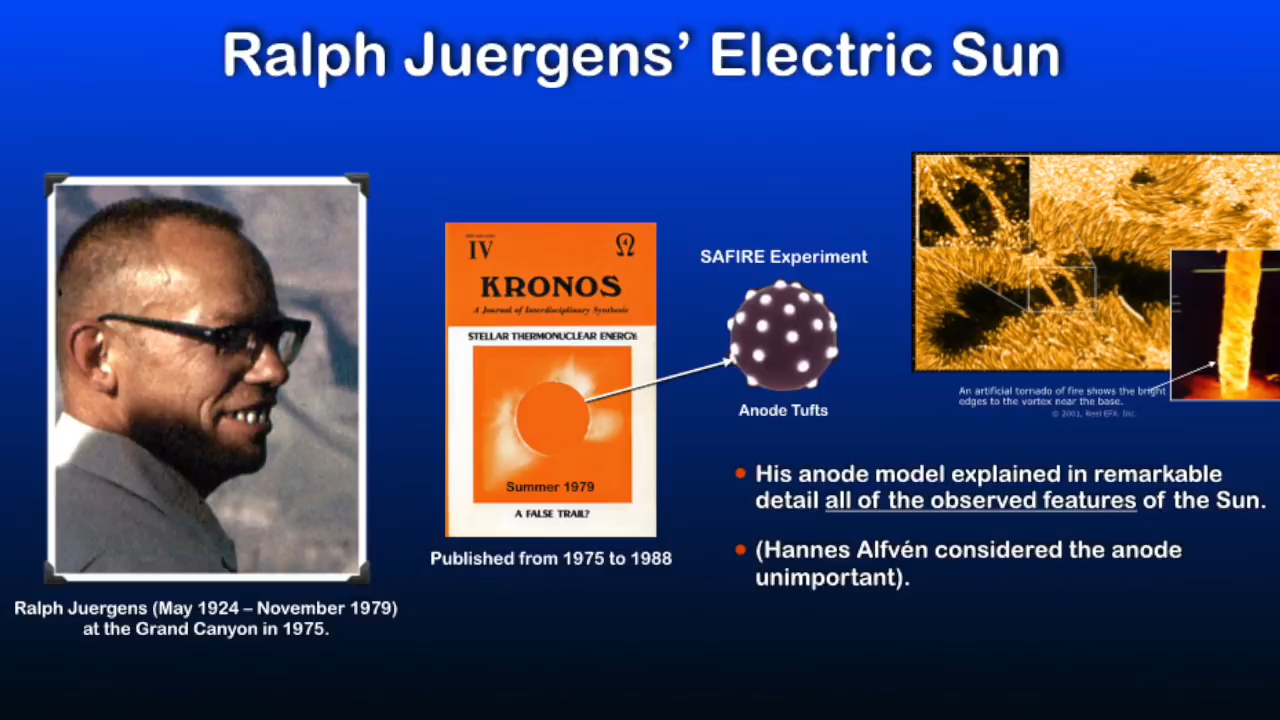 Ralph Juergens’ Electric Sun
IV
Ω
KRONOS
A Journal of Interdisciplinary Synthesis
STELLAR THERMONUCLEAR ENERGY:
Summer 1979
A FALSE TRAIL?
Published from 1975 to 1988
SAFIRE Experiment
Anode Tufts
An artificial tornado of fire shows the bright
edges to the vortex near the base.
© 2001, Reel EFX, Inc.
• His anode model explained in remarkable
detail all of the observed features of the Sun.
• (Hannes Alfvén considered the anode
unimportant).
Ralph Juergens (May 1924 – November 1979)
at the Grand Canyon in 1975.